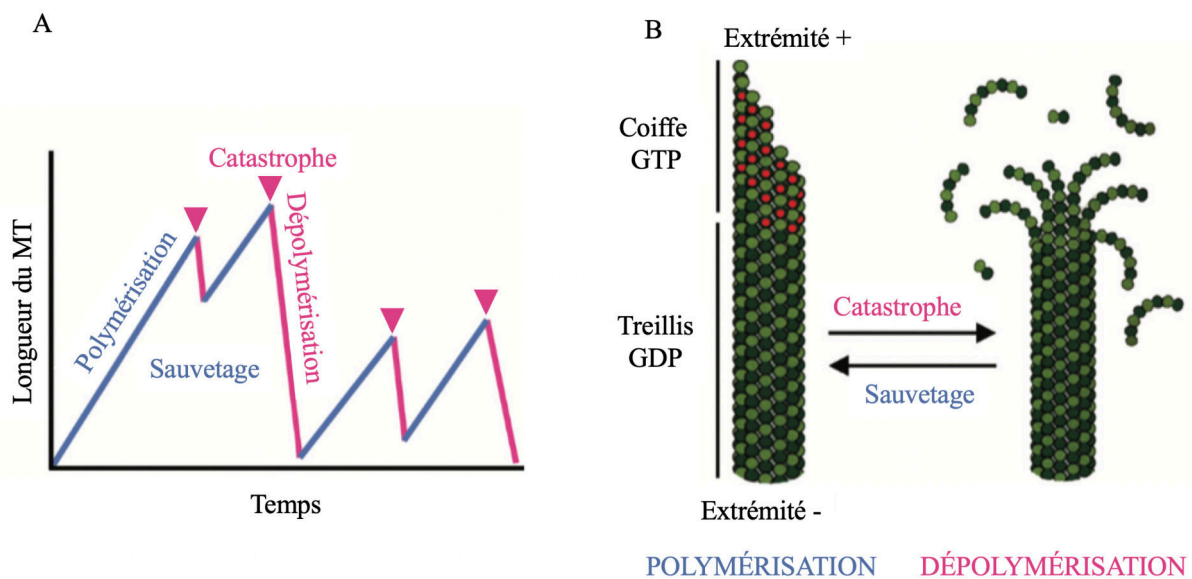 A
Catastrophe
Polymérisation
Dépolymérisation
Sauvetage
Longueur du MT
Temps
B
Extrémité +
Coiffe
GTP
Treillis
GDP
Catastrophe
Sauvetage
Extrémité -
POLYMÉRISATION DÉPOLYMÉRISATION